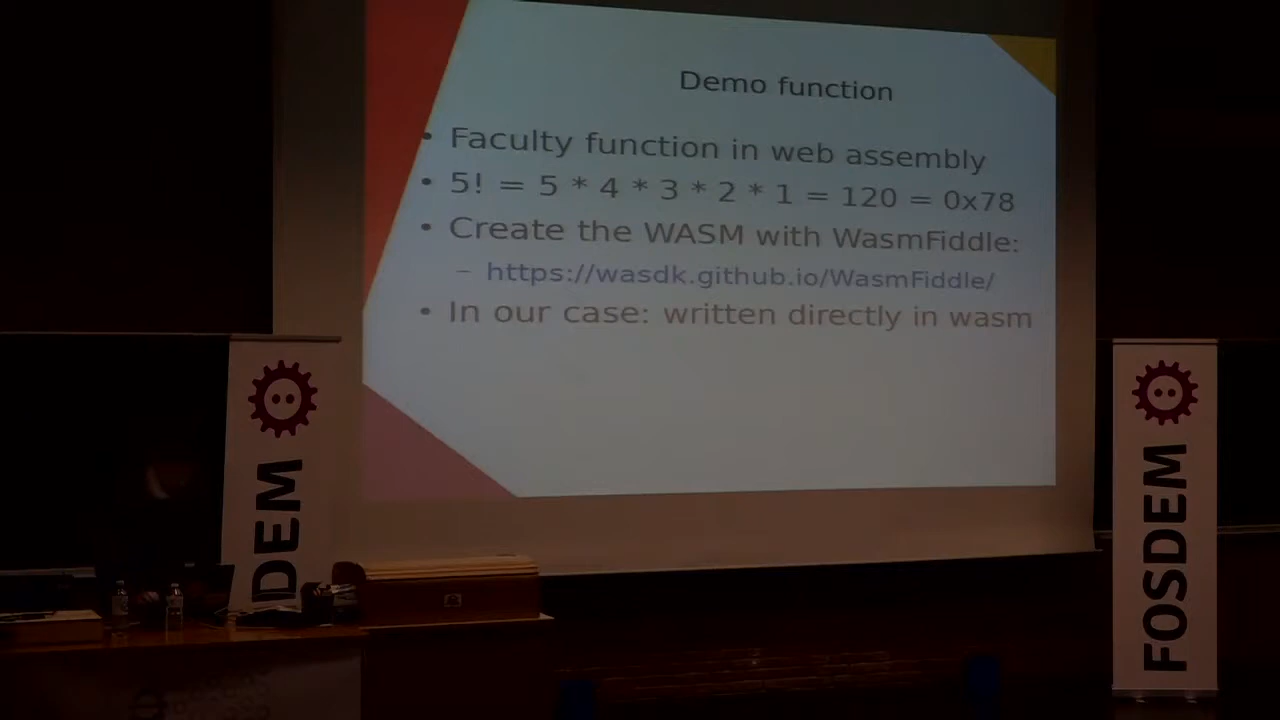 Demo function
• Faculty function in web assembly
• 5! = 5 * 4 * 3 * 2 * 1 = 120 = 0x78
• Create the WASM with WasmFiddle:
– https://wasdk.github.io/WasmFiddle/
• In our case: written directly in wasm
DEM
FOSDEM